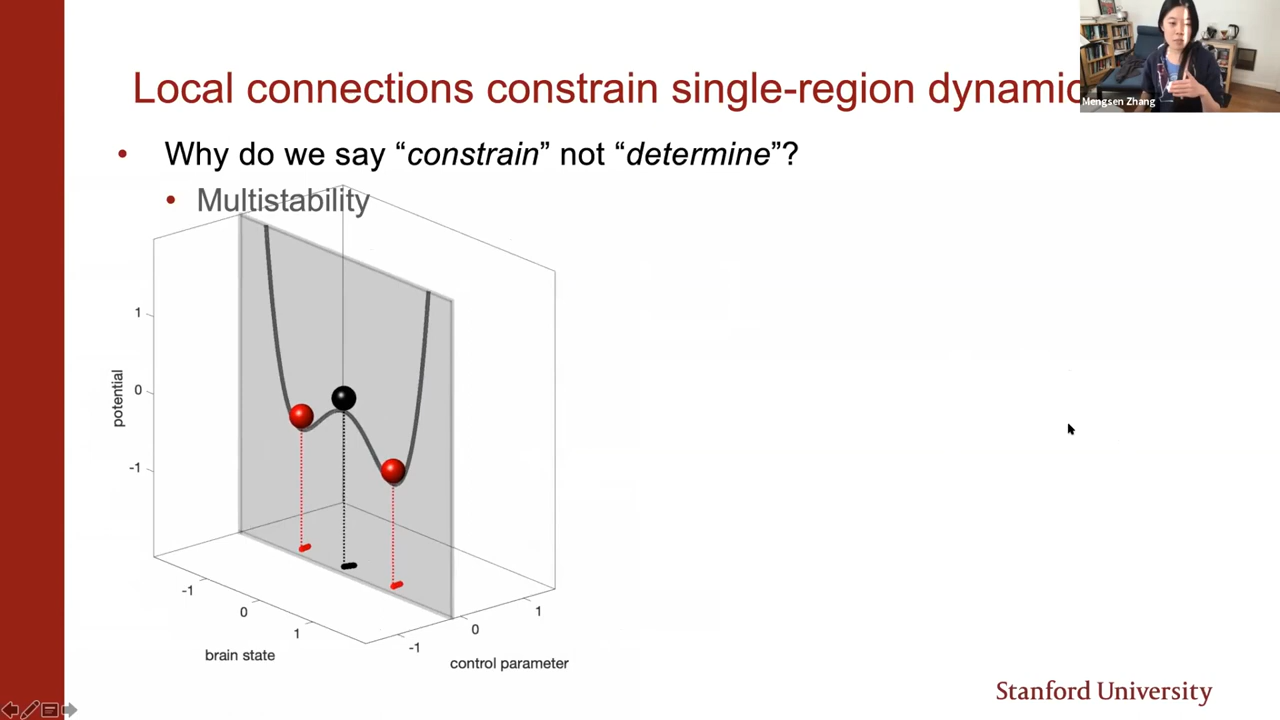 Local connections constrain single-region dynamic
Mengsen Zhang
• Why do we say “constrain” not “determine”?
• Multistability
potential
1
0
-1
-1
0
1
brain state
-1
0
1
control parameter
Stanford University